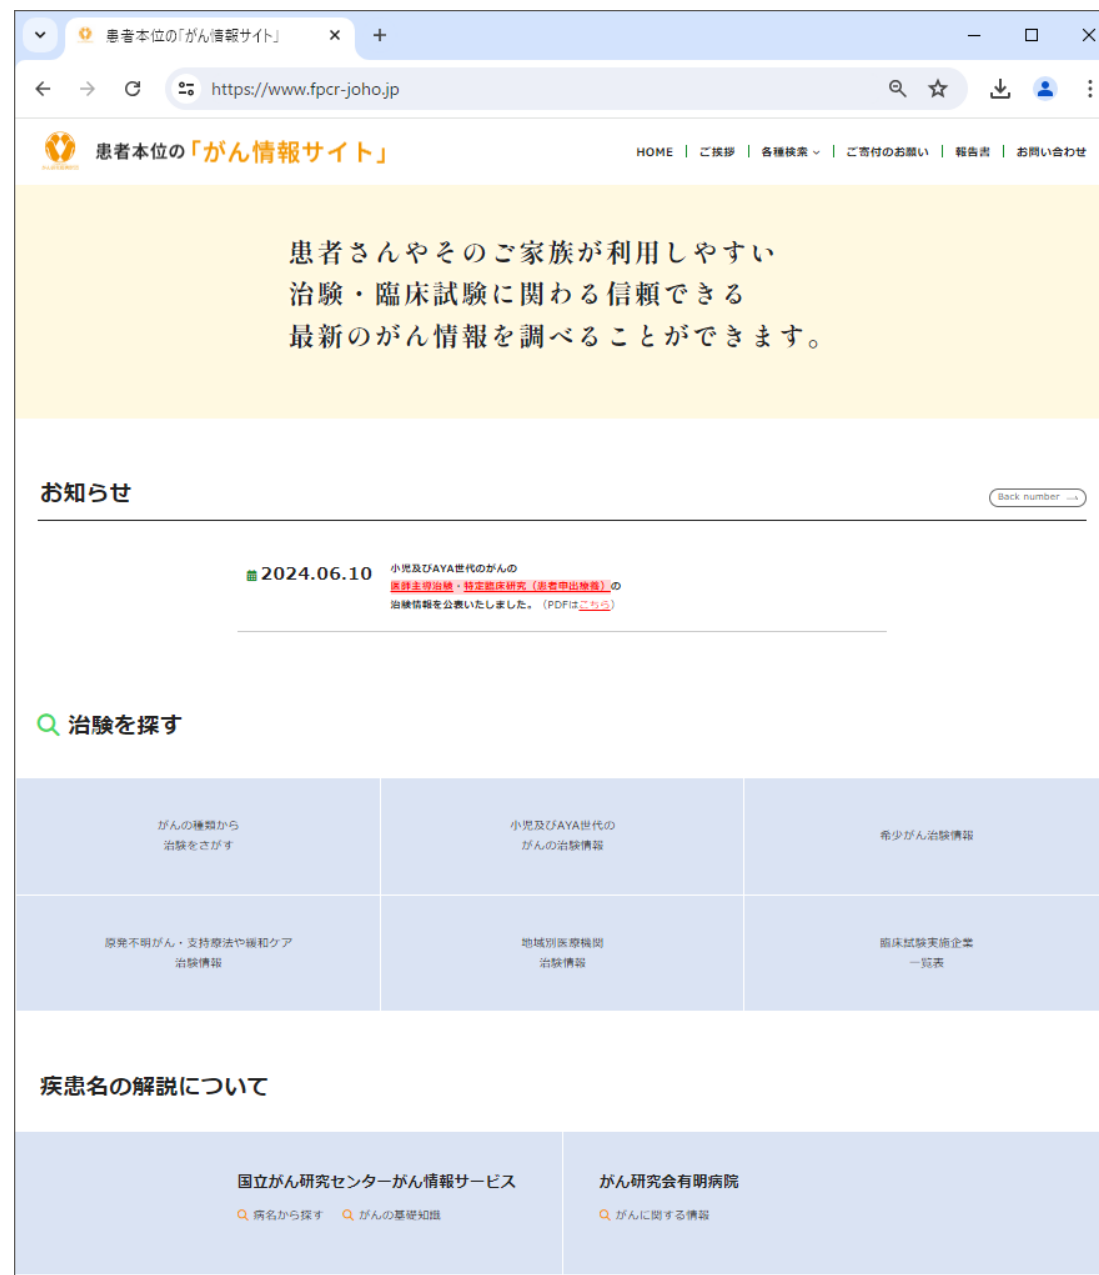 患者本位の「がん情報サイト」
https://www.fpcr-joho.jp
患者本位の「がん情報サイト」
HOME | ご挨拶 | 各種検索 | ご寄付のお願い | 報告書 | お問い合わせ
患者さんやそのご家族が利用しやすい
治験・臨床試験に関わる信頼できる
最新のがん情報を調べることができます。
お知らせ
Back number
2024.06.10
小児及びAYA世代のがんの
医師主導治験・特定臨床研究（患者申出療養）の
治験情報を公表いたしました。（PDFはこちら）
治験を探す
がんの種類から
治験をさがす
小児及びAYA世代の
がんの治験情報
希少がん治験情報
原発不明がん・支持療法や緩和ケア
治験情報
地域別医療機関
治験情報
臨床試験実施企業
一覧表
疾患名の解説について
国立がん研究センターがん情報サービス
病名から探す がんの基礎知識
がん研究会有明病院
がんに関する情報